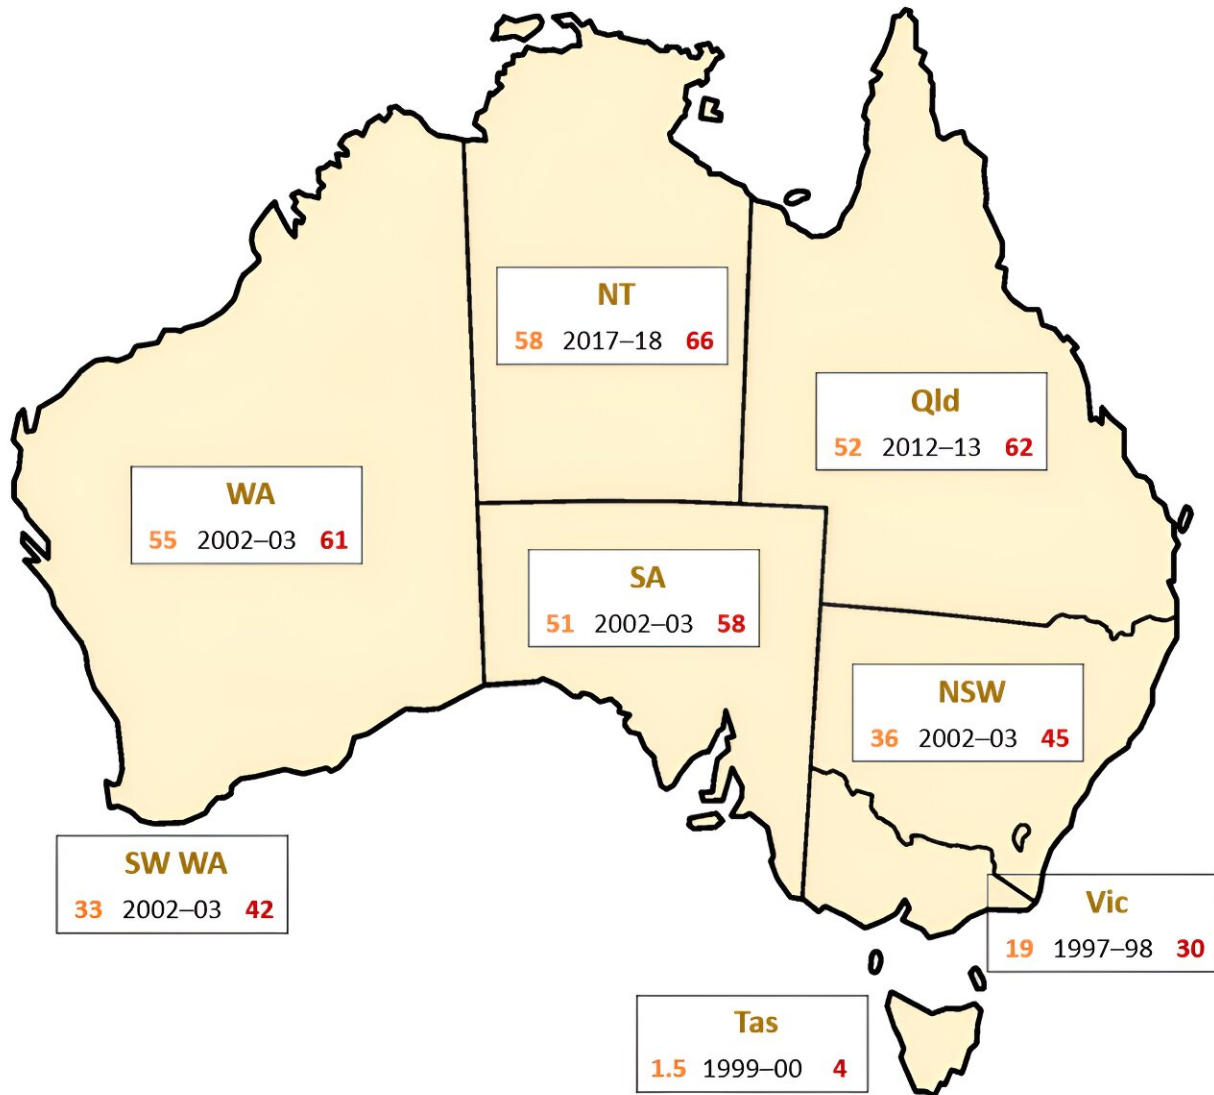 NT
58 2017–18 66
Qld
52 2012–13 62
WA
55 2002–03 61
SA
51 2002–03 58
NSW
36 2002–03 45
SW WA
33 2002–03 42
Vic
19 1997–98 30
Tas
1.5 1999–00 4